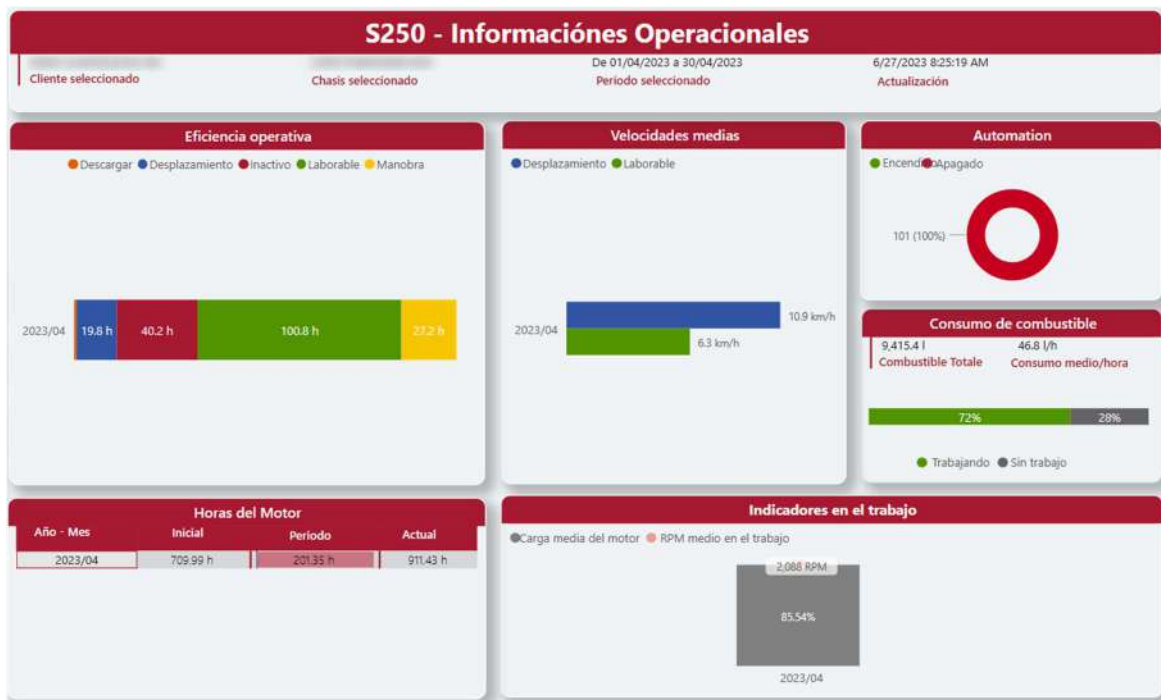 S250 - Informaciónes Operacionales
De 01/04/2023 a 30/04/2023
6/27/2023 8:25:19 AM
Cliente seleccionado
Chasis seleccionado
Período seleccionado
Actualización
Eficiencia operativa
Descargar Desplazamiento Inactivo Laborable Manobra
2023/04
19.8 h
40.2 h
100.8 h
27.2 h
Velocidades medias
Desplazamiento Laborable
2023/04
10.9 km/h
6.3 km/h
Automation
Apagado
101 (100%)
Consumo de combustible
9,415.4 l
46.8 l/h
Combustible Totale
Consumo medio/hora
72%
28%
Trabajando Sin trabajo
Horas del Motor
Año - Mes Inicial Período Actual
2023/04 709.99 h 201.35 h 911.43 h
Indicadores en el trabajo
Carga media del motor RPM medio en el trabajo
2,088 RPM
85.54%
2023/04